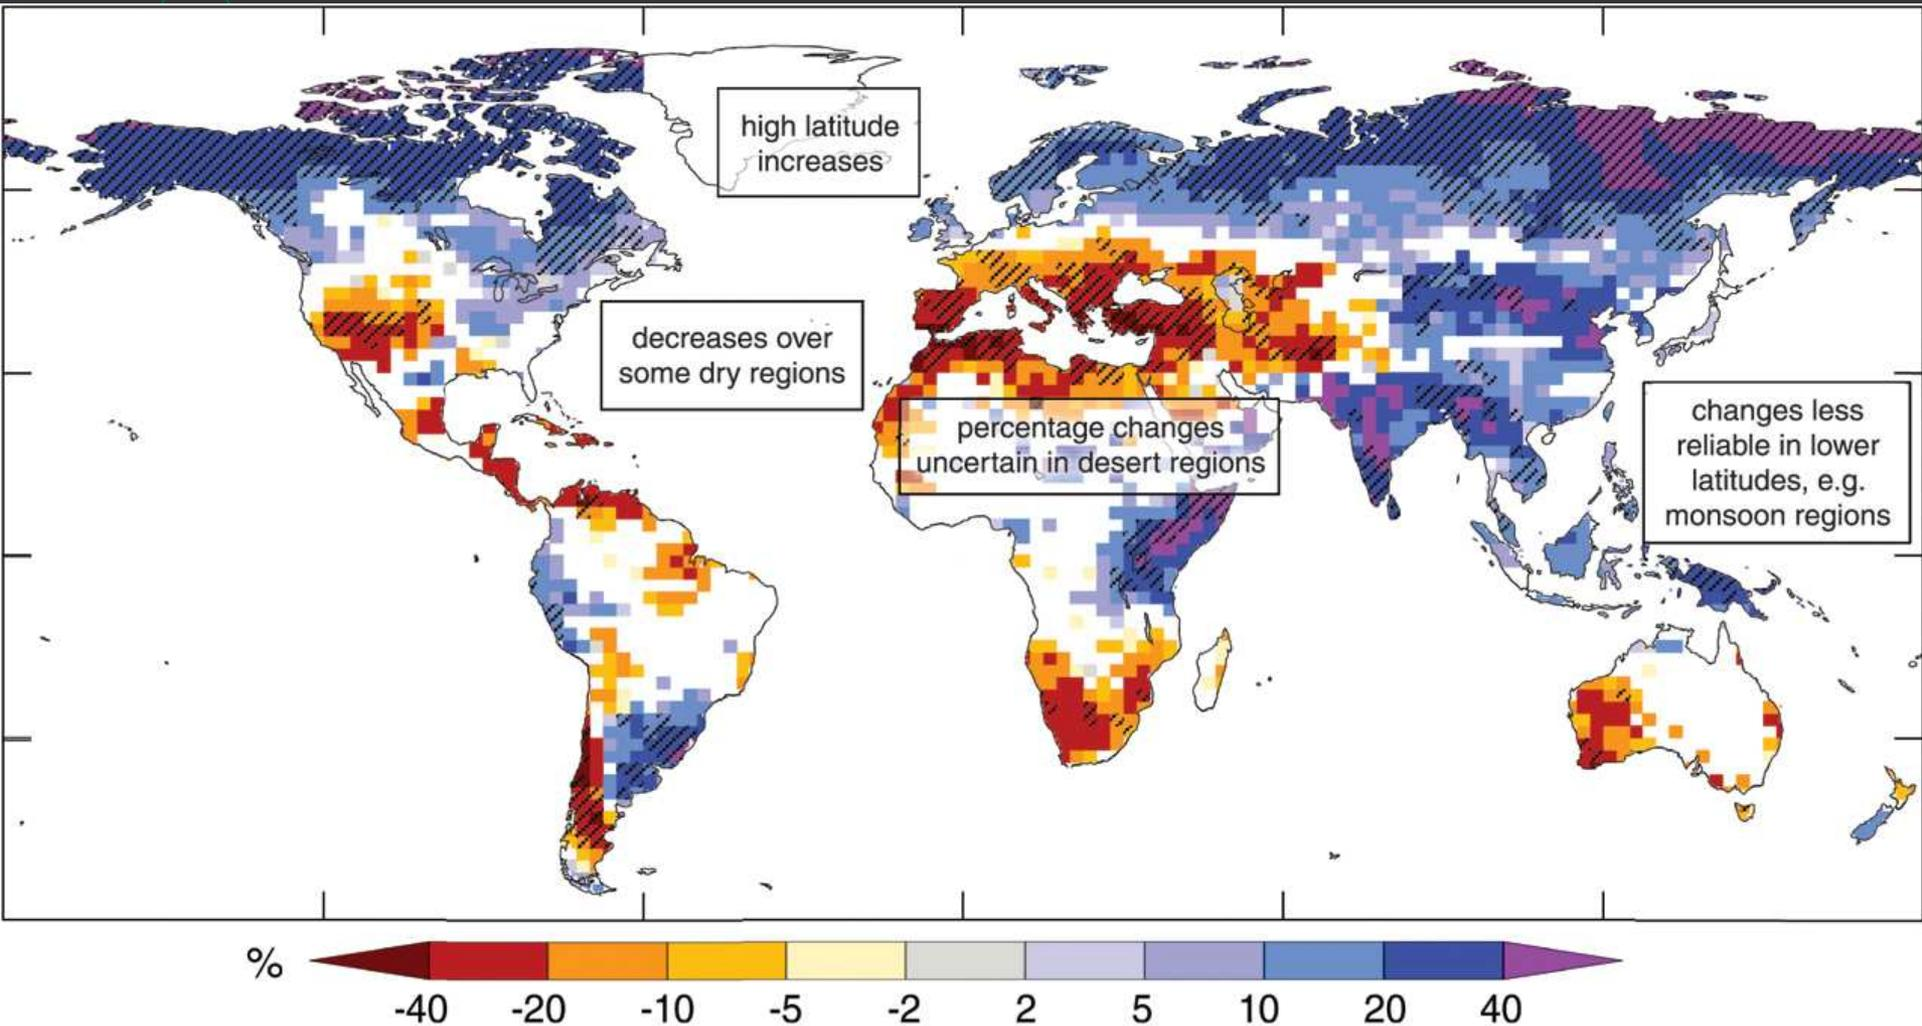 high latitude
increases
decreases over
some dry regions
percentage changes
uncertain in desert regions
changes less
reliable in lower
latitudes, e.g.
monsoon regions
%
-40 -20 -10 -5 -2 2 5 10 20 40